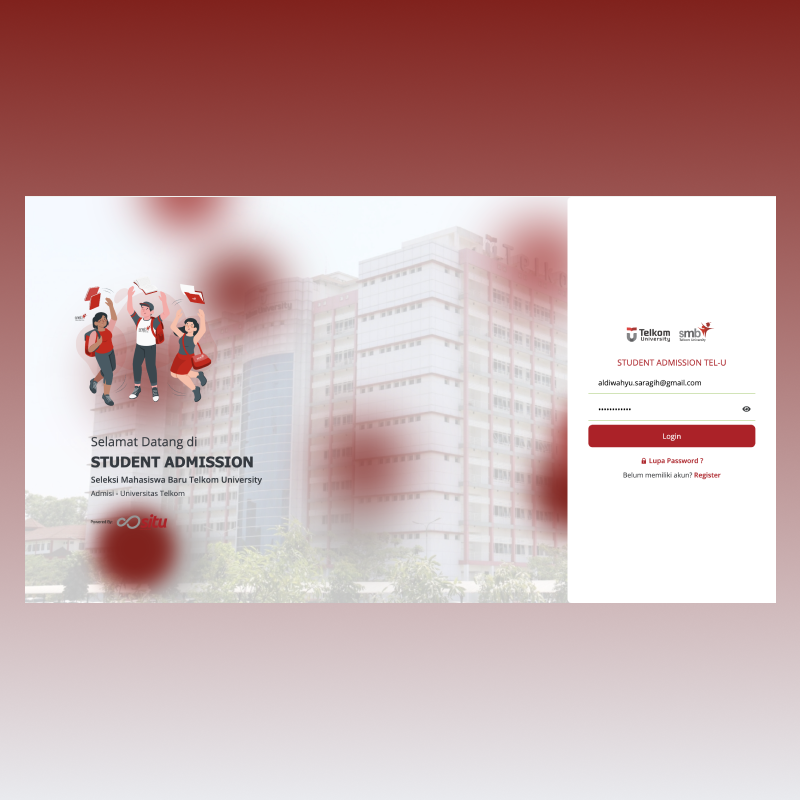 Selamat Datang di
STUDENT ADMISSION
Seleksi Mahasiswa Baru Telkom University
Admisi - Universitas Telkom
Powered By situ
Telkom University
smb
Telkom University
STUDENT ADMISSION TEL-U
aldiwahyu.saragih@gmail.com
••••••••••••
Login
Lupa Password ?
Belum memiliki akun? Register